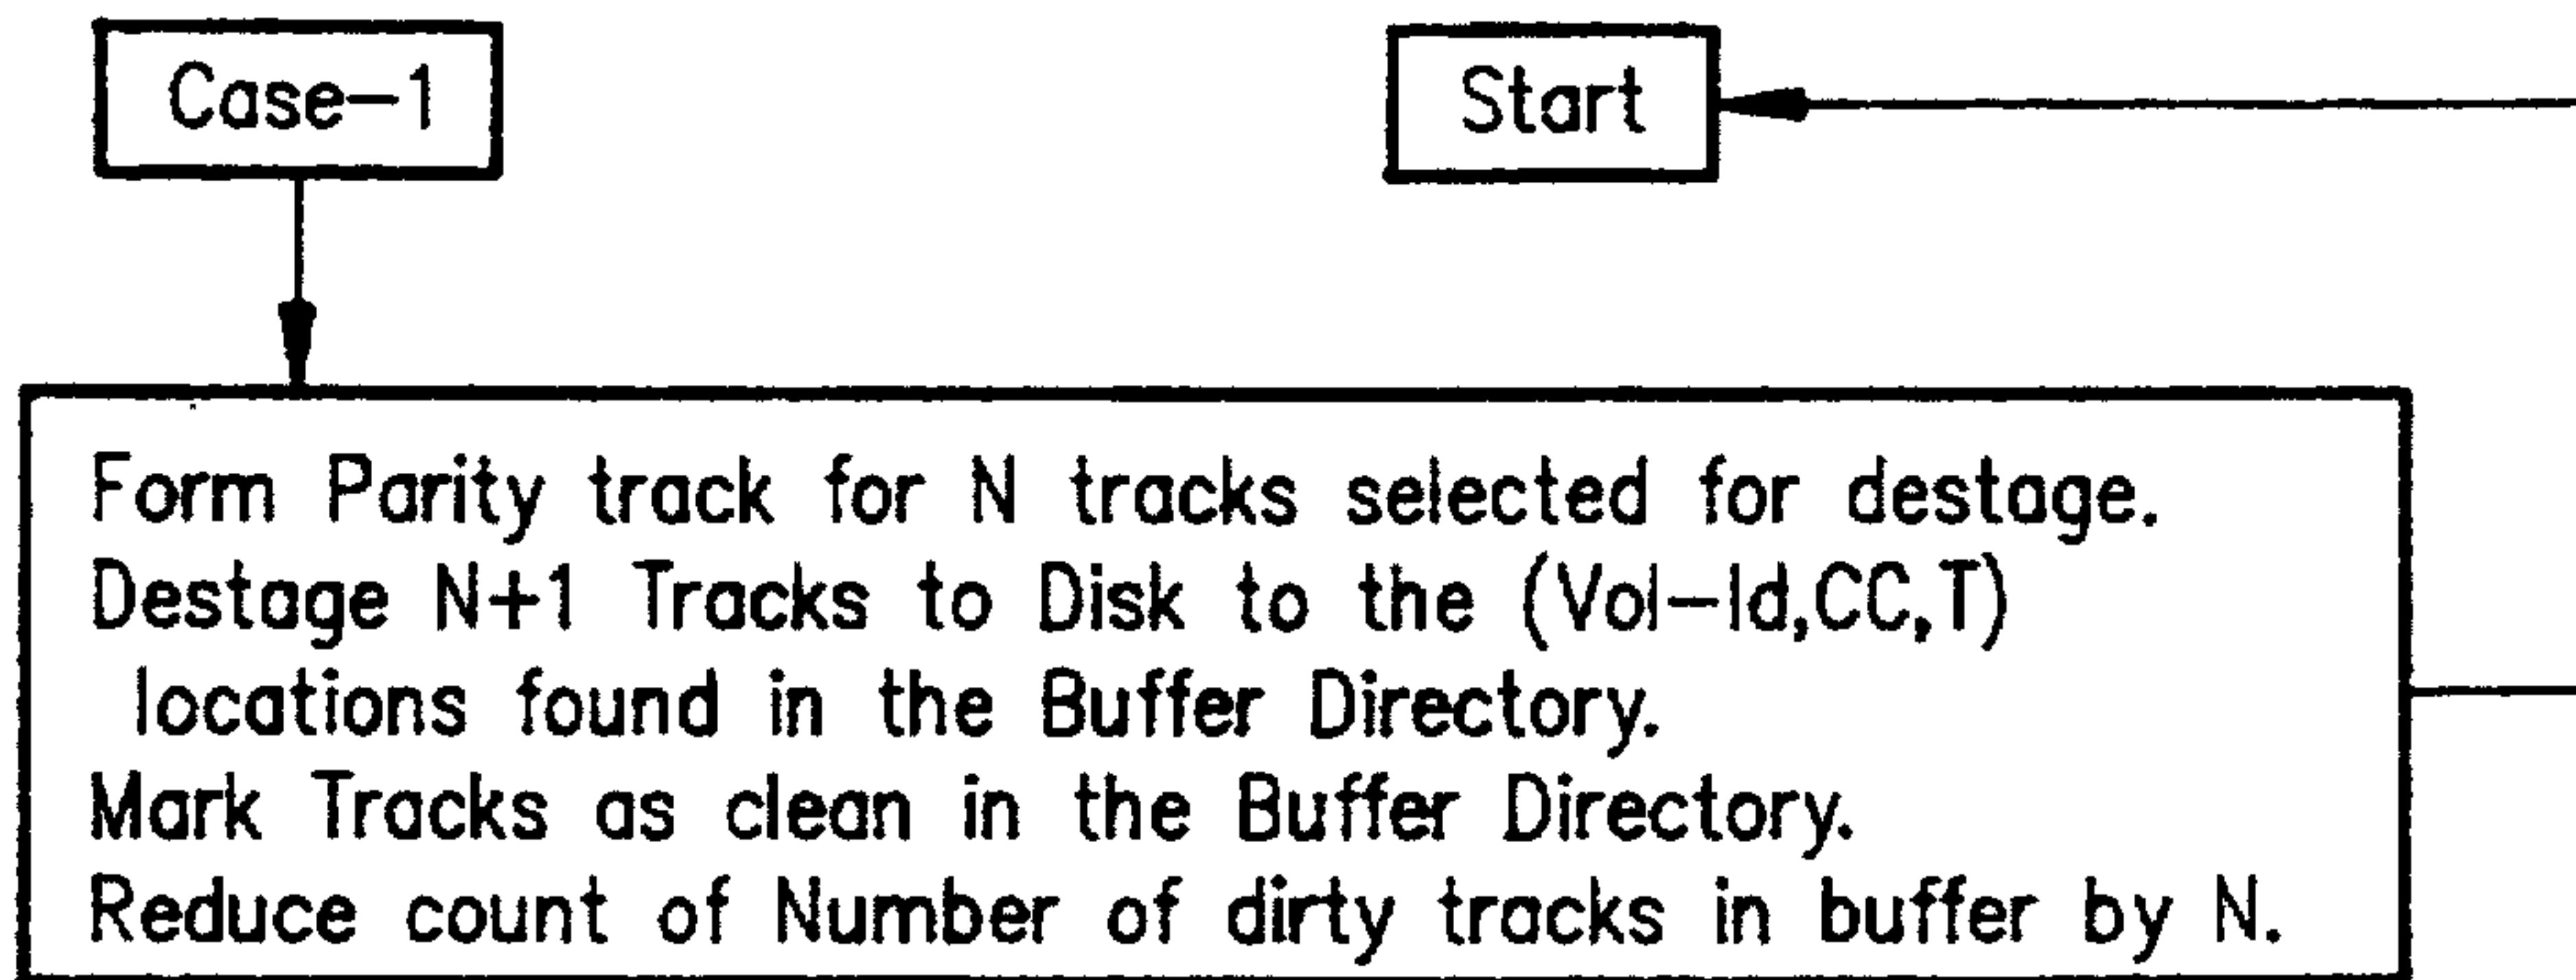 Case-1
Start
Form Parity track for N tracks selected for destage.
Destage N+1 Tracks to Disk to the (Vol-Id,CC,T)
locations found in the Buffer Directory.
Mark Tracks as clean in the Buffer Directory.
Reduce count of Number of dirty tracks in buffer by N.